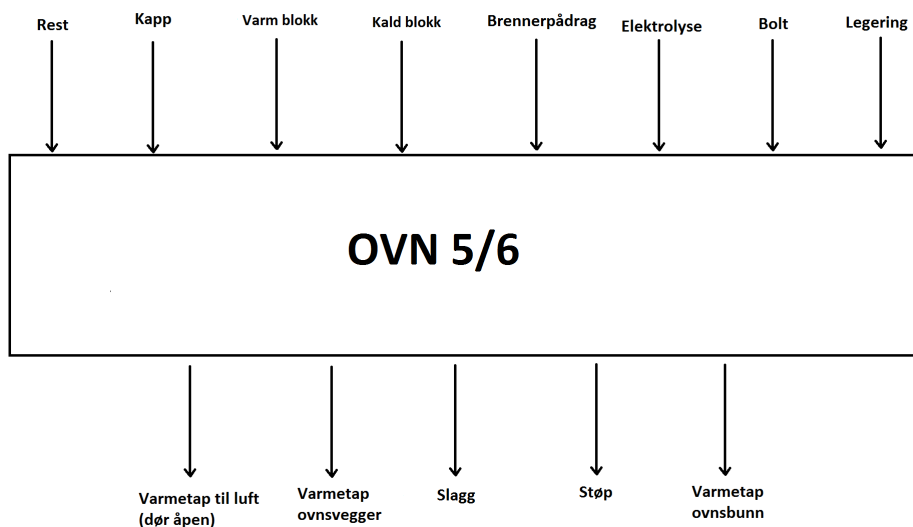 Rest
Kapp
Varm blokk
Kald blokk
Brennerpådrag
Elektrolyse
Bolt
Legering
OVN 5/6
Varmetap til luft
(dør åpen)
Varmetap
ovnsvegger
Slagg
Støp
Varmetap
ovnsbunn